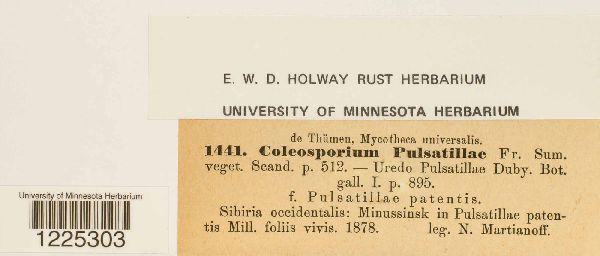 E. W. D. HOLWAY RUST HERBARIUM
UNIVERSITY OF MINNESOTA HERBARIUM
de Thümen, Mycotheca universalis.
1441. Coleosporium Pulsatillae Fr. Sum.
veget. Scand. p. 512. — Uredo Pulsatillae Duby. Bot.
gall. I. p. 895.
f. Pulsatillae patentis.
Sibiria occidentalis: Minussinsk in Pulsatillae paten-
tis Mill. foliis vivis. 1878. leg. N. Martianoff.
University of Minnesota Herbarium
1225303